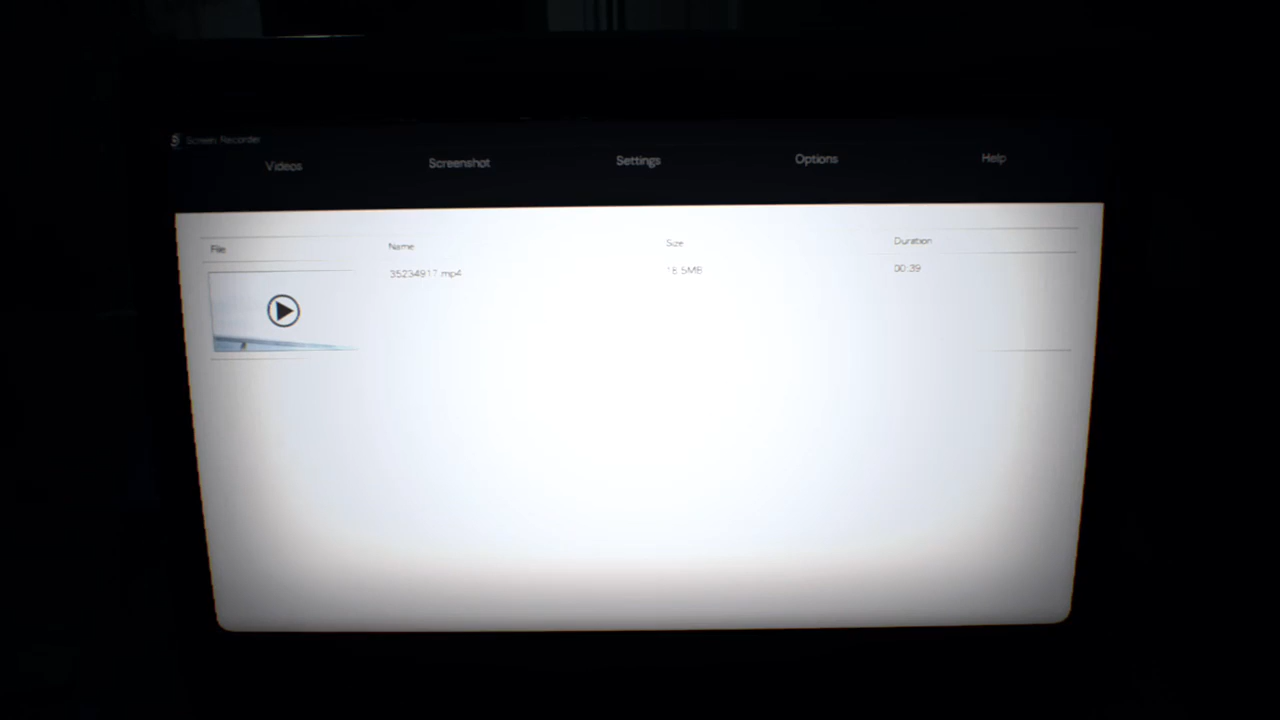 Screen Recorder
Videos Screenshot Settings Options Help
File Name Size Duration
35234917.mp4 18.5MB 00:39